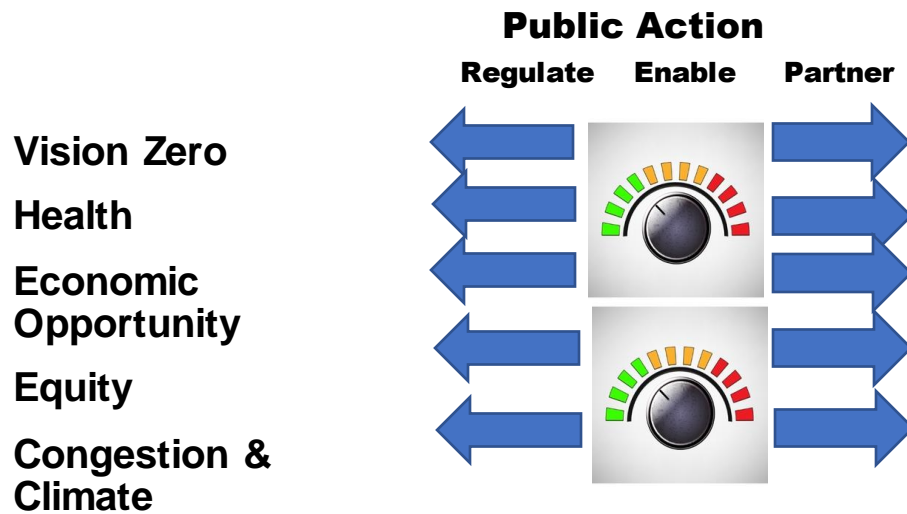 Public Action
Regulate Enable Partner
Vision Zero
Health
Economic
Opportunity
Equity
Congestion &
Climate